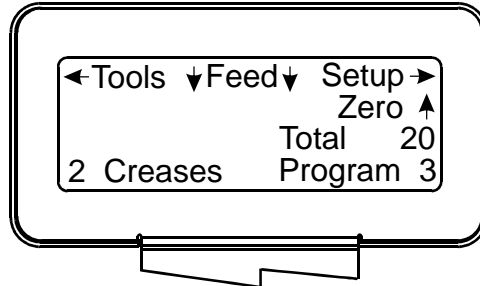 ←Tools ↓Feed↓ Setup→
Zero ↑
Total 20
2 Creases Program 3